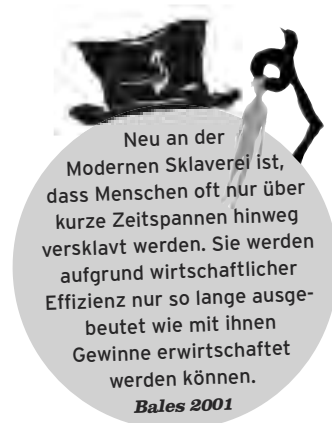 Neu an der
Modernen Sklaverei ist,
dass Menschen oft nur über
kurze Zeitspannen hinweg
versklavt werden. Sie werden
aufgrund wirtschaftlicher
Effizienz nur so lange ausge-
beutet wie mit ihnen
Gewinne erwirtschaftet
werden können.
Bales 2001